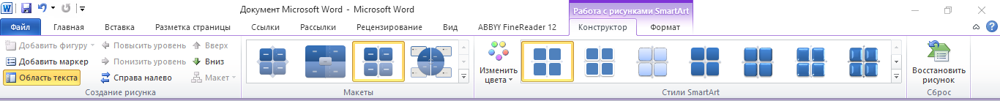 Документ Microsoft Word - Microsoft Word
Работа с рисунками SmartArt
Файл Главная Вставка Разметка страницы Ссылки Рассылки Рецензирование Вид ABBYY FineReader 12 Конструктор Формат
Добавить фигуру Повысить уровень Вверх
Добавить маркер Понизить уровень Вниз
Область текста Справа налево Макет
Создание рисунка
Макеты
Изменить
цвета
Стили SmartArt
Восстановить
рисунок
Сброс